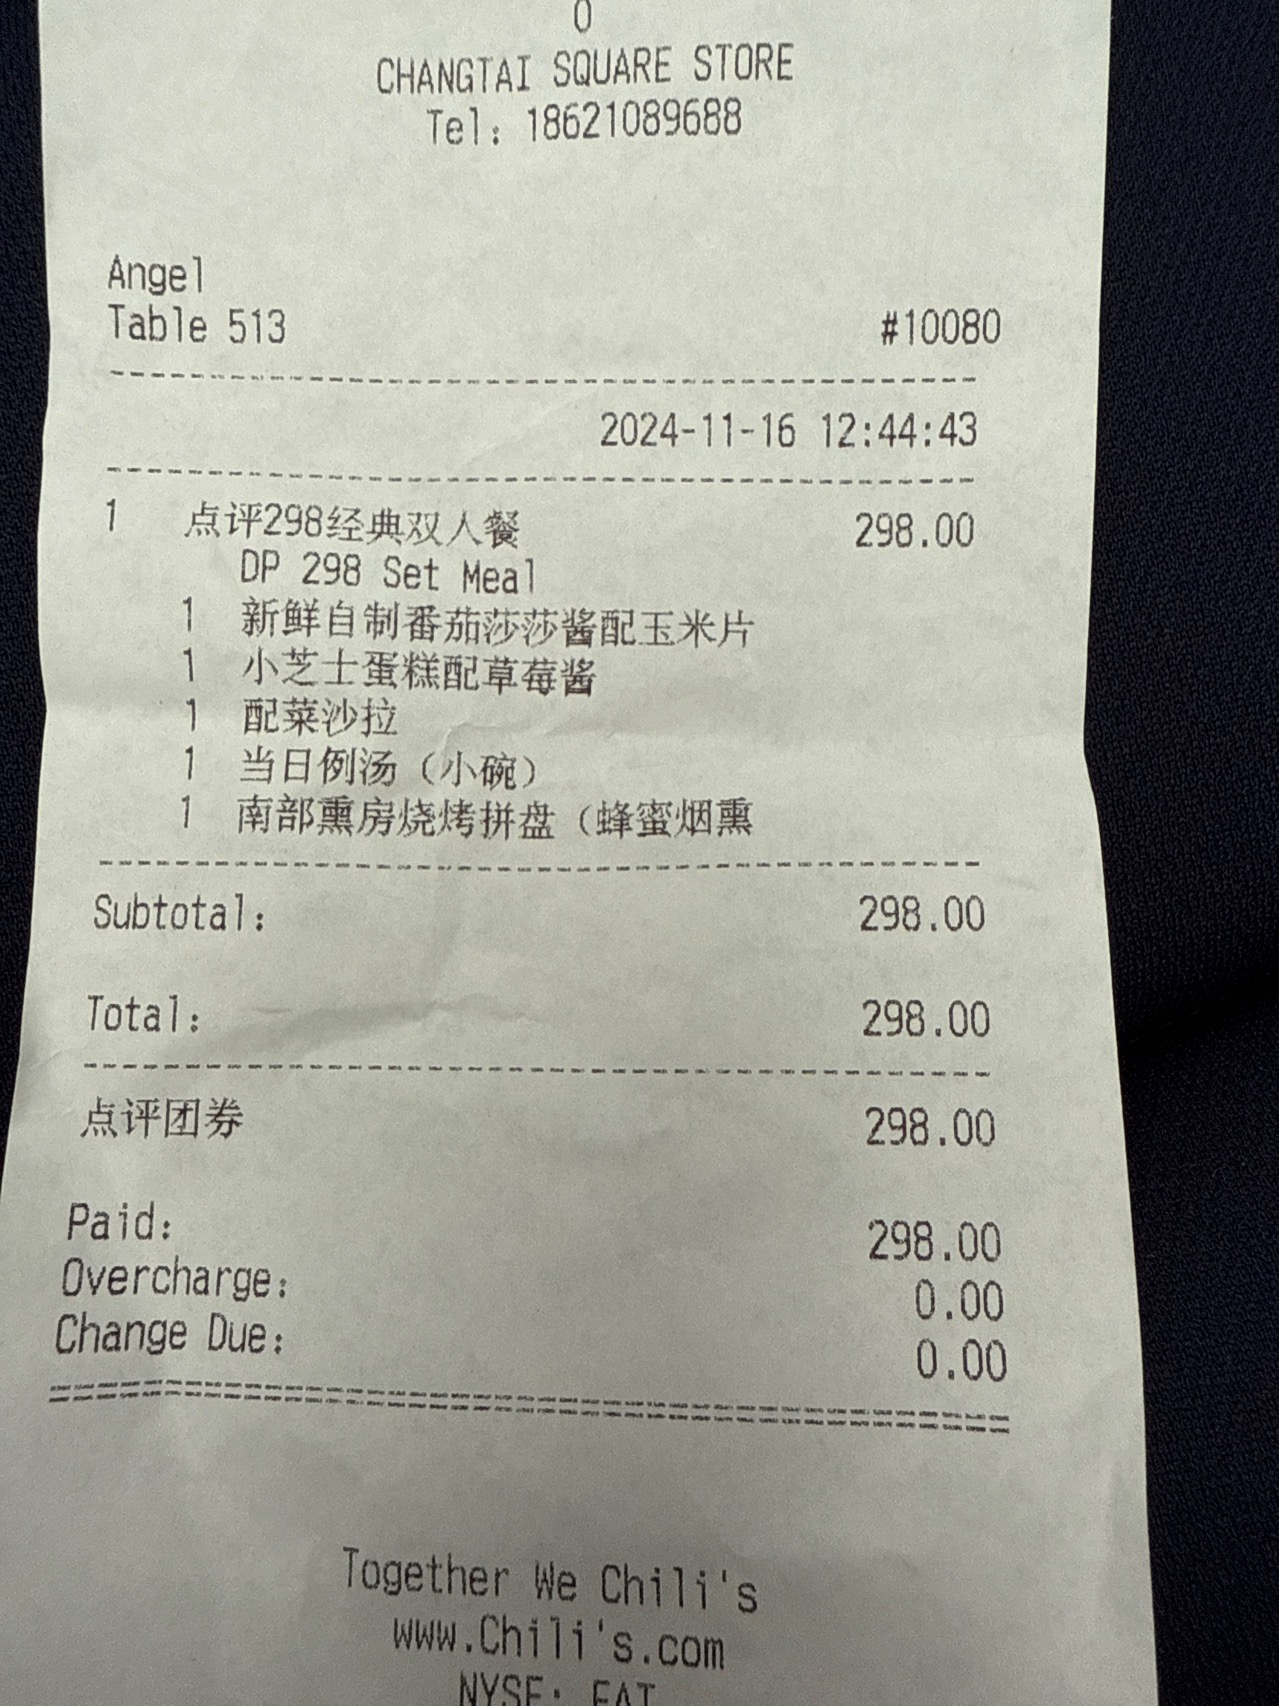 0
CHANGTAI SQUARE STORE
Tel: 18621089688
Angel
Table 513 #10080
2024-11-16 12:44:43
1 点评298经典双人餐 298.00
DP 298 Set Meal
1 新鲜自制番茄莎莎酱配玉米片
1 小芝士蛋糕配草莓酱
1 配菜沙拉
1 当日例汤（小碗）
1 南部熏房烧烤拼盘（蜂蜜烟熏
Subtotal: 298.00
Total: 298.00
点评团券 298.00
Paid: 298.00
Overcharge: 0.00
Change Due: 0.00
Together We Chili's
www.Chili's.com
NYSE: EAT